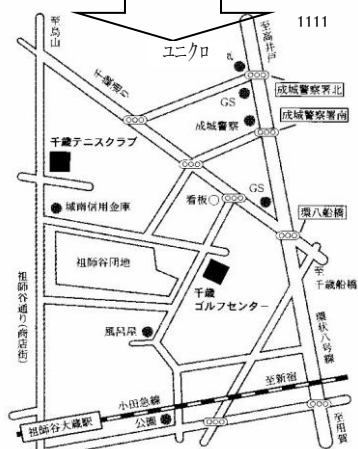 1111
至烏山
至高井戸
ユニクロ
千歳通り
成城警察署北
GS
成城警察署南
成城警察
千歳テニスクラブ
看板
GS
城南信用金庫
環八船橋
祖師谷団地
至千歳船橋
千歳
ゴルフセンター
祖師谷通り(商店街)
環状八号線
風呂屋
至新宿
小田急線
公園
祖師谷大蔵駅
至用賀